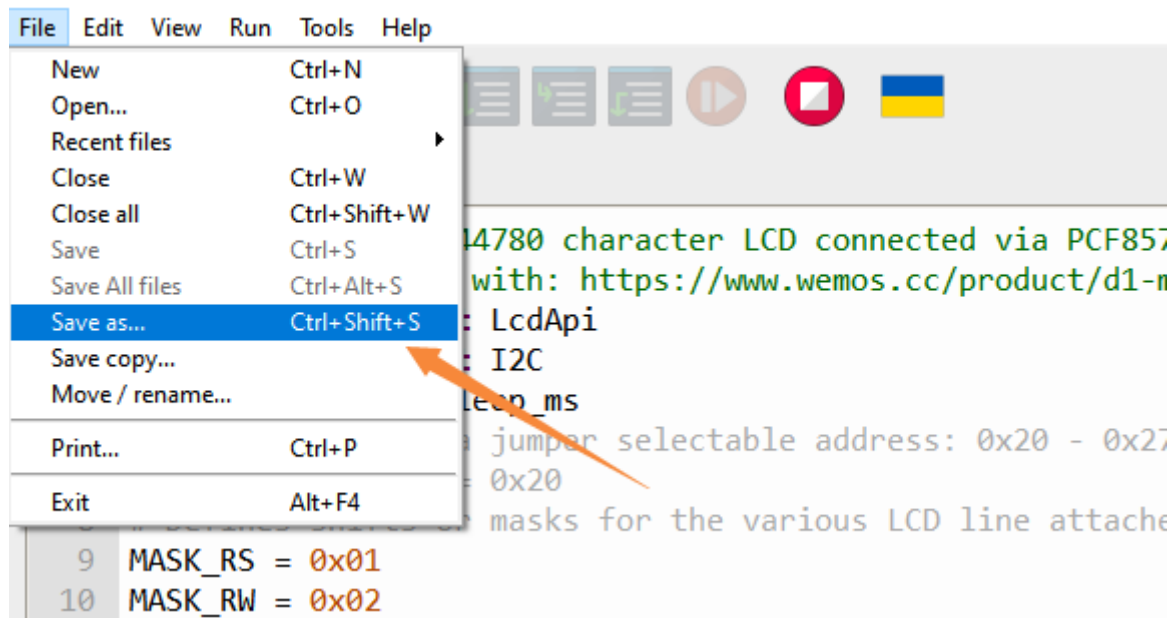 File Edit View Run Tools Help
New Ctrl+N
Open... Ctrl+O
Recent files
Close Ctrl+W
Close all Ctrl+Shift+W
Save Ctrl+S
Save All files Ctrl+Alt+S
Save as... Ctrl+Shift+S
Save copy...
Move / rename...
Print... Ctrl+P
Exit Alt+F4
44780 character LCD connected via PCF857
with: https://www.wemos.cc/product/d1-m
: LcdApi
: I2C
leep_ms
a jumper selectable address: 0x20 - 0x27
= 0x20
masks for the various LCD line attache
9 MASK_RS = 0x01
10 MASK_RW = 0x02